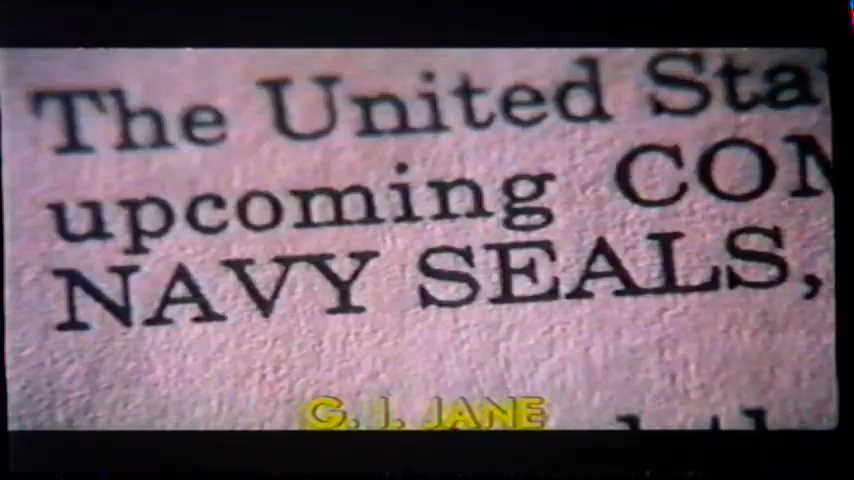 The United Sta
upcoming CON
NAVY SEALS,
G. I. JANE